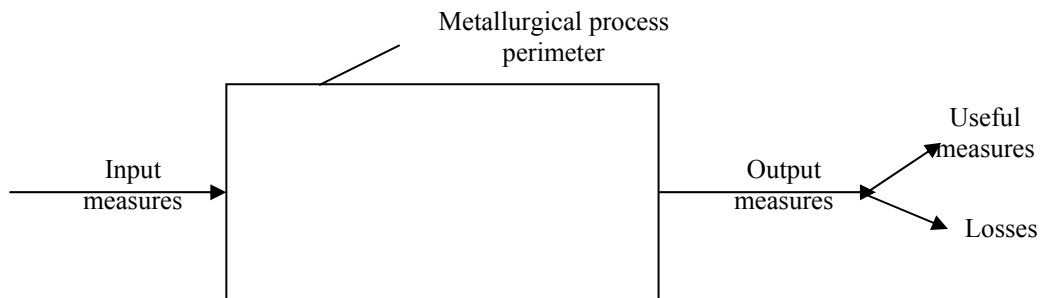 Metallurgical process
perimeter
Input
measures
Output
measures
Useful
measures
Losses